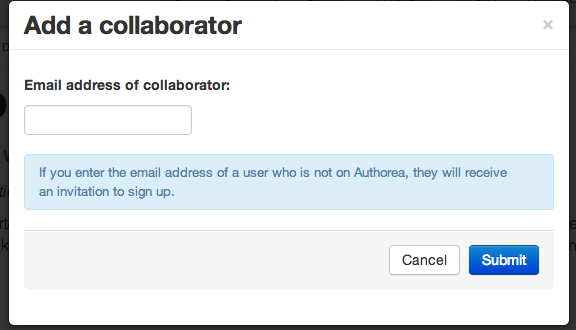 Add a collaborator
×
Email address of collaborator:
If you enter the email address of a user who is not on Authorea, they will receive
an invitation to sign up.
Cancel
Submit